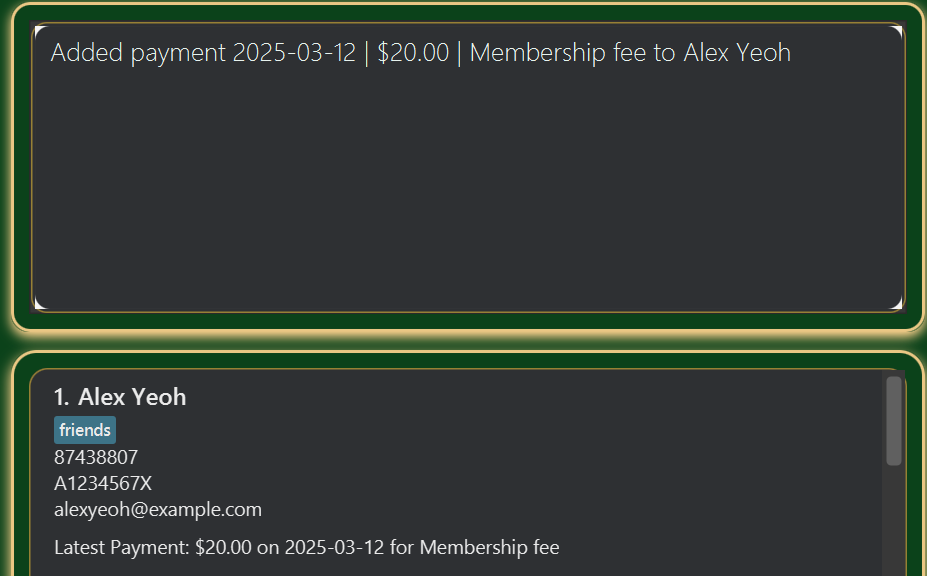 Added payment 2025-03-12 | $20.00 | Membership fee to Alex Yeoh
1. Alex Yeoh
friends
87438807
A1234567X
alexyeoh@example.com
Latest Payment: $20.00 on 2025-03-12 for Membership fee